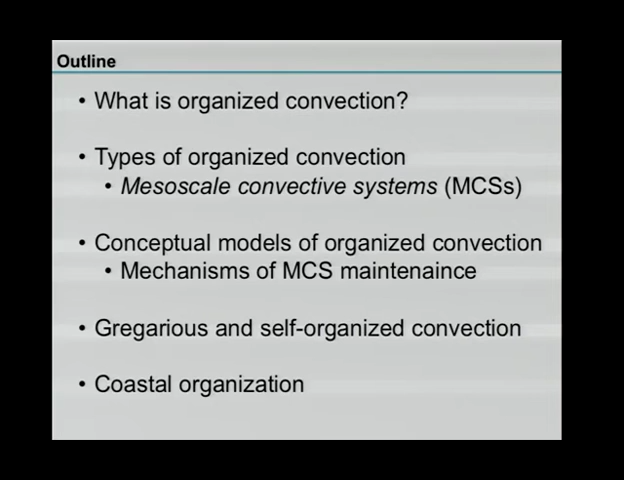 Outline
• What is organized convection?
• Types of organized convection
• Mesoscale convective systems (MCSs)
• Conceptual models of organized convection
• Mechanisms of MCS maintenaince
• Gregarious and self-organized convection
• Coastal organization